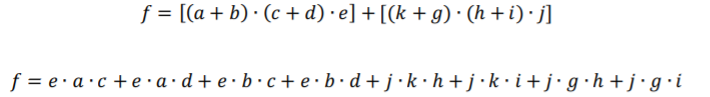 f = [(a + b) · (c + d) · e] + [(k + g) · (h + i) · j]
f = e · a · c + e · a · d + e · b · c + e · b · d + j · k · h + j · k · i + j · g · h + j · g · i